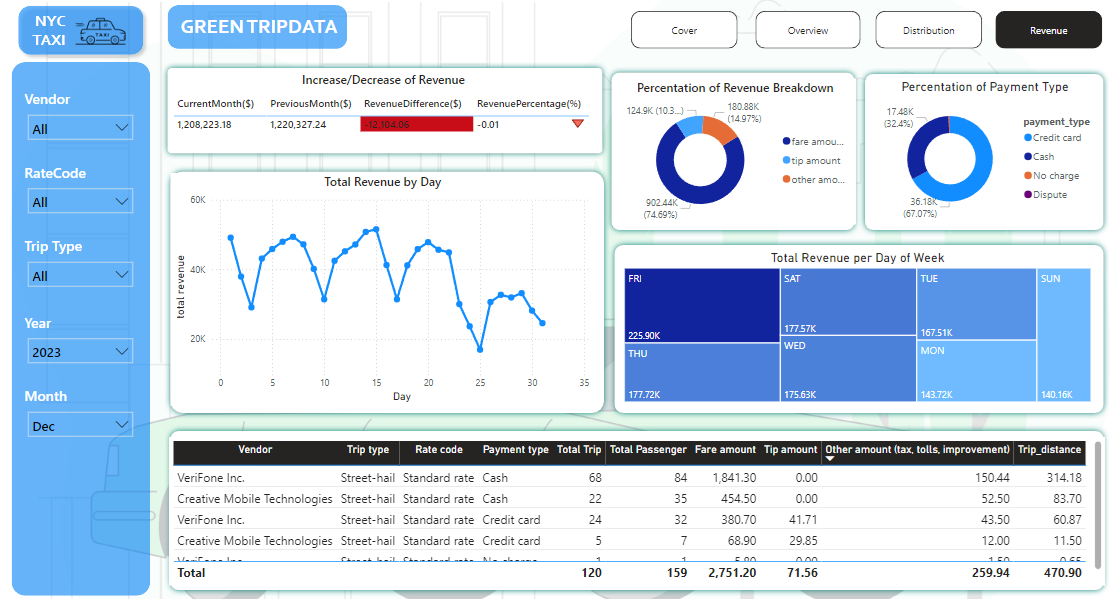 NYC
TAXI
TAXI
GREEN TRIPDATA
Cover
Overview
Distribution
Revenue
Vendor
All
RateCode
All
Trip Type
All
Year
2023
Month
Dec
Increase/Decrease of Revenue
CurrentMonth($) PreviousMonth($) RevenueDifference($) RevenuePercentage(%)
1,208,223.18 1,220,327.24 -12,104.06 -0.01
Percentation of Revenue Breakdown
124.9K (10.3...)
180.88K
(14.97%)
902.44K
(74.69%)
fare amou...
tip amount
other amo...
Percentation of Payment Type
17.48K
(32.4%)
36.18K
(67.07%)
payment_type
Credit card
Cash
No charge
Dispute
Total Revenue by Day
total revenue
60K
40K
20K
0 5 10 15 20 25 30 35
Day
Total Revenue per Day of Week
FRI
225.90K
THU
177.72K
SAT
177.57K
WED
175.63K
TUE
167.51K
MON
143.72K
SUN
140.16K
Vendor Trip type Rate code Payment type Total Trip Total Passenger Fare amount Tip amount Other amount (tax, tolls, improvement) Trip_distance
VeriFone Inc. Street-hail Standard rate Cash 68 84 1,841.30 0.00 150.44 314.18
Creative Mobile Technologies Street-hail Standard rate Cash 22 35 454.50 0.00 52.50 83.70
VeriFone Inc. Street-hail Standard rate Credit card 24 32 380.70 41.71 43.50 60.87
Creative Mobile Technologies Street-hail Standard rate Credit card 5 7 68.90 29.85 12.00 11.50
VeriFone Inc. Street-hail Standard rate No charge 1 1 5.80 0.00 1.50 0.65
Total 120 159 2,751.20 71.56 259.94 470.90